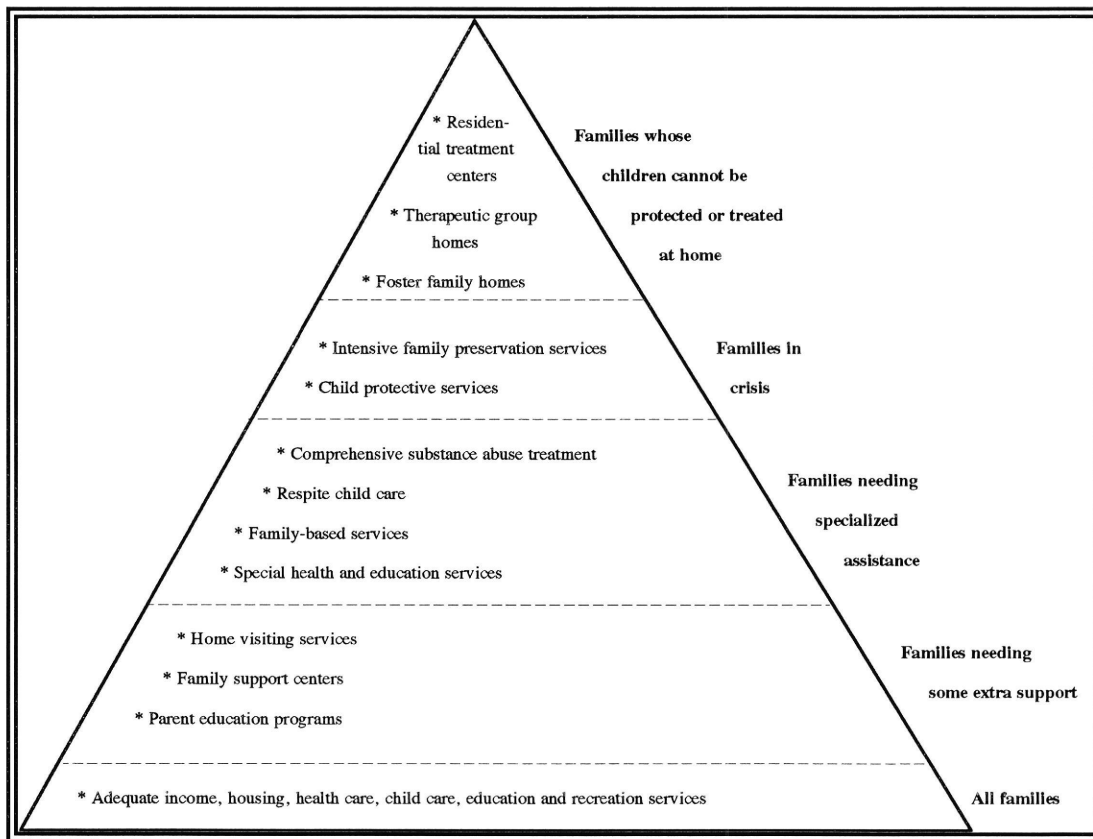 * Residen-
tial treatment
centers
* Therapeutic group
homes
* Foster family homes
Families whose
children cannot be
protected or treated
at home
* Intensive family preservation services
* Child protective services
Families in
crisis
* Comprehensive substance abuse treatment
* Respite child care
* Family-based services
* Special health and education services
Families needing
specialized
assistance
* Home visiting services
* Family support centers
* Parent education programs
Families needing
some extra support
* Adequate income, housing, health care, child care, education and recreation services
All families